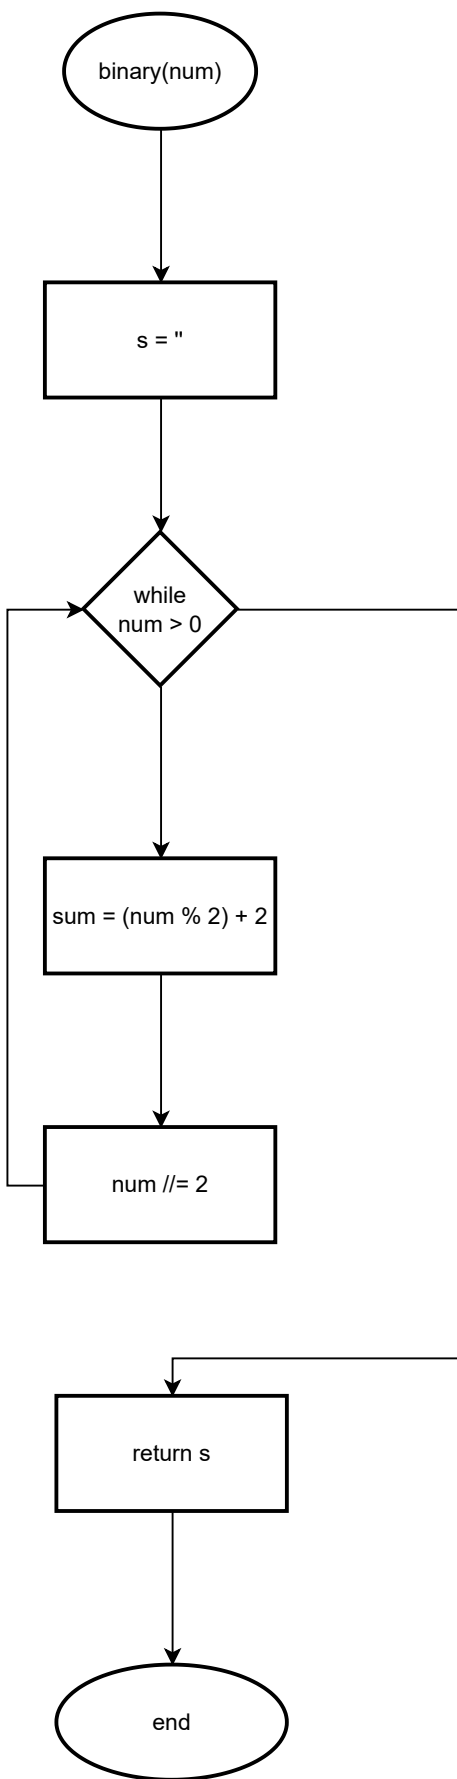 binary(num)
s = ''
while
num > 0
sum = (num % 2) + 2
num //= 2
return s
end